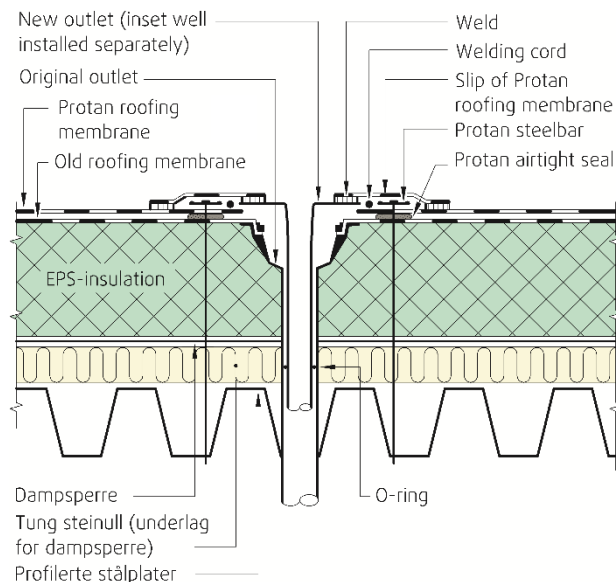 New outlet (inset well
installed separately)
Original outlet
Protan roofing
membrane
Old roofing membrane
Weld
Welding cord
Slip of Protan
roofing membrane
Protan steelbar
Protan airtight seal
EPS-insulation
Dampsperre
Tung steinull (underlag
for dampsperre)
Profilerte stålplater
O-ring